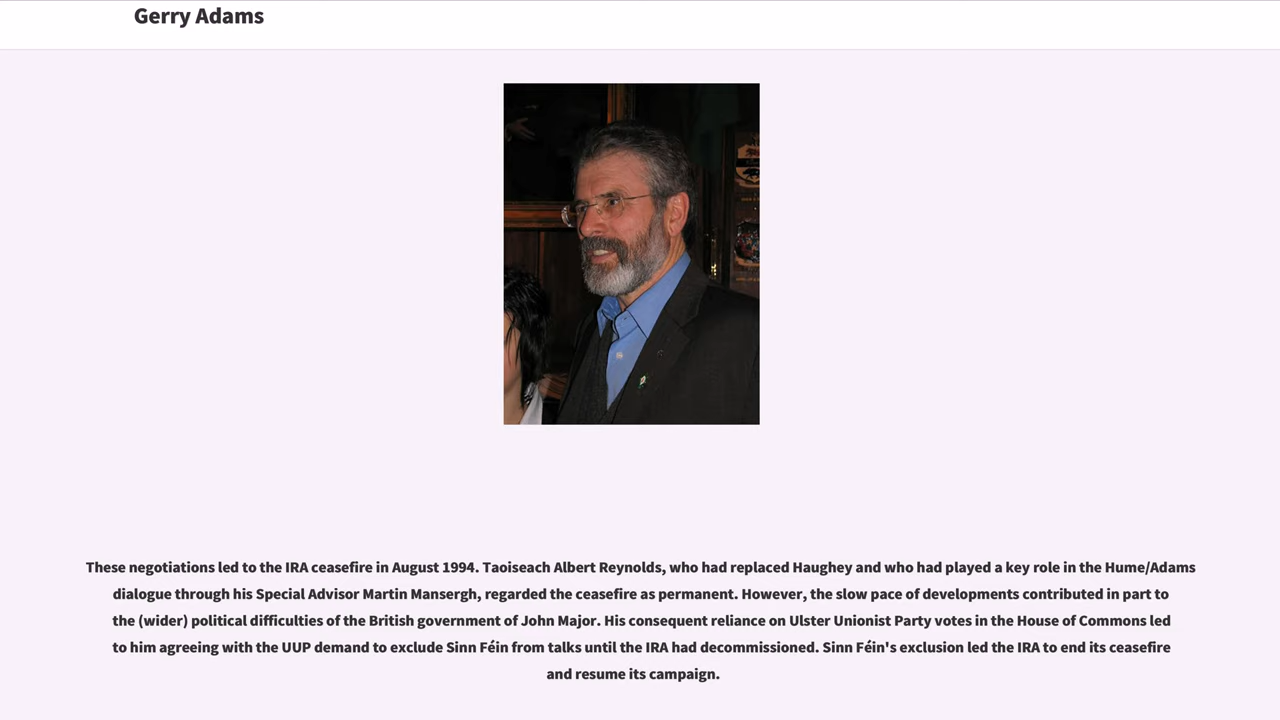 Gerry Adams
These negotiations led to the IRA ceasefire in August 1994. Taoiseach Albert Reynolds, who had replaced Haughey and who had played a key role in the Hume/Adams
dialogue through his Special Advisor Martin Mansergh, regarded the ceasefire as permanent. However, the slow pace of developments contributed in part to
the (wider) political difficulties of the British government of John Major. His consequent reliance on Ulster Unionist Party votes in the House of Commons led
to him agreeing with the UUP demand to exclude Sinn Féin from talks until the IRA had decommissioned. Sinn Féin's exclusion led the IRA to end its ceasefire
and resume its campaign.